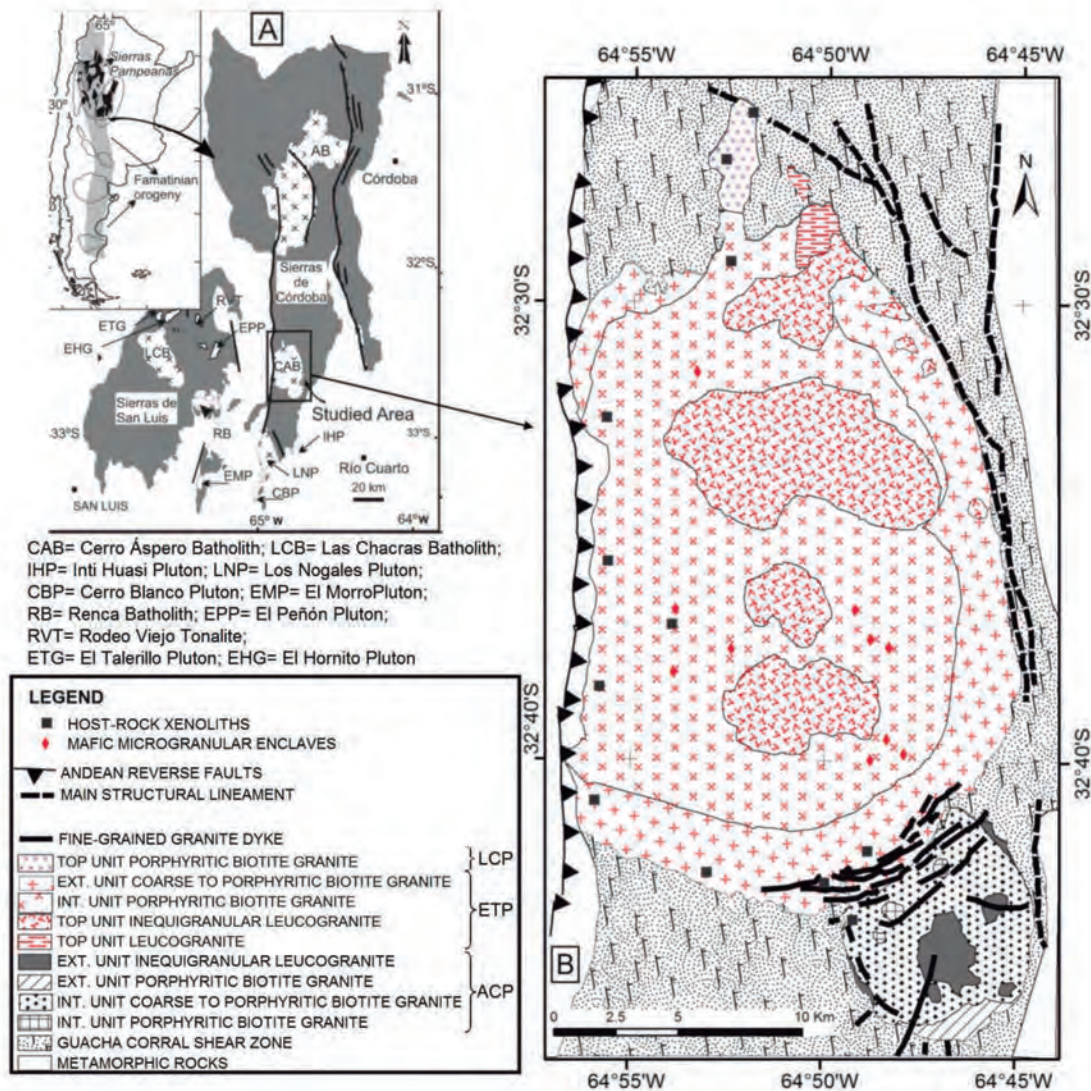 A
65°
Sierras
Pampeanas
30°
Famatinian
orogeny
N
31°S
AB
Córdoba
32°S
Sierras
de
Córdoba
RVT
ETG
EPP
EHG
LCB
CAB
Sierras de
San Luis
Studied Area
33°S
33°S
RB
IHP
LNP
Río Cuarto
EMP
20 km
CBP
SAN LUIS
65° W
64°W
CAB= Cerro Áspero Batholith; LCB= Las Chacras Batholith;
IHP= Inti Huasi Pluton; LNP= Los Nogales Pluton;
CBP= Cerro Blanco Pluton; EMP= El MorroPluton;
RB= Renca Batholith; EPP= El Peñón Pluton;
RVT= Rodeo Viejo Tonalite;
ETG= El Talerillo Pluton; EHG= El Hornito Pluton
LEGEND
HOST-ROCK XENOLITHS
MAFIC MICROGRANULAR ENCLAVES
ANDEAN REVERSE FAULTS
MAIN STRUCTURAL LINEAMENT
FINE-GRAINED GRANITE DYKE
TOP UNIT PORPHYRITIC BIOTITE GRANITE
LCP
EXT. UNIT COARSE TO PORPHYRITIC BIOTITE GRANITE
INT. UNIT PORPHYRITIC BIOTITE GRANITE
ETP
TOP UNIT INEQUIGRANULAR LEUCOGRANITE
TOP UNIT LEUCOGRANITE
EXT. UNIT INEQUIGRANULAR LEUCOGRANITE
EXT. UNIT PORPHYRITIC BIOTITE GRANITE
ACP
INT. UNIT COARSE TO PORPHYRITIC BIOTITE GRANITE
INT. UNIT PORPHYRITIC BIOTITE GRANITE
GUACHA CORRAL SHEAR ZONE
METAMORPHIC ROCKS
64°55'W
64°50'W
64°45'W
N
32°30'S
32°30'S
32°40'S
32°40'S
B
0
2.5
5
10 Km
64°55'W
64°50'W
64°45'W